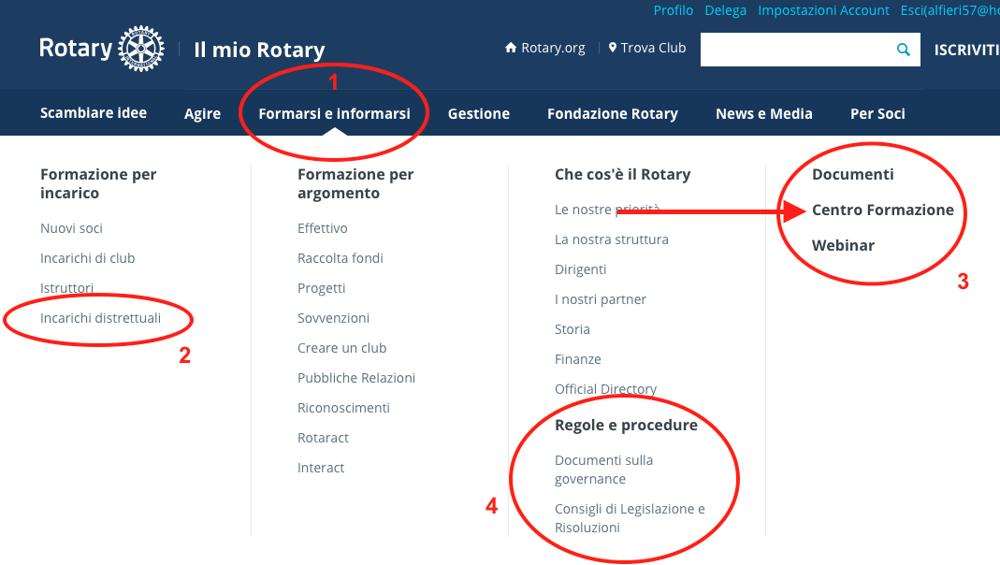 Profilo Delega Impostazioni Account Esci(alfieri57@h
Rotary Il mio Rotary Rotary.org Trova Club ISCRIVITI
1
Scambiare idee Agire Formarsi e informarsi Gestione Fondazione Rotary News e Media Per Soci
Formazione per
incarico
Nuovi soci
Incarichi di club
Istruttori
Incarichi distrettuali
2
Formazione per
argomento
Effettivo
Raccolta fondi
Progetti
Sovvenzioni
Creare un club
Pubbliche Relazioni
Riconoscimenti
Rotaract
Interact
Che cos'è il Rotary
Le nostre priorità
La nostra struttura
Dirigenti
I nostri partner
Storia
Finanze
Official Directory
Regole e procedure
Documenti sulla
governance
Consigli di Legislazione e
Risoluzioni
4
Documenti
Centro Formazione
Webinar
3